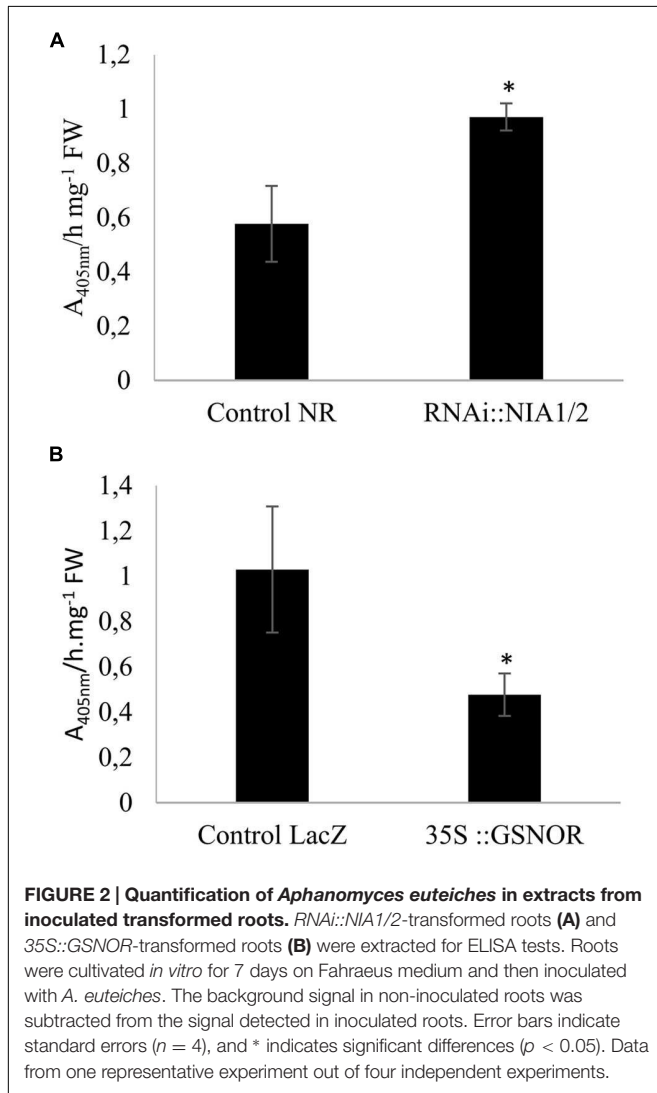 A
1,2
1
0,8
0,6
0,4
0,2
0
A405nm/h mg-1 FW
*
Control NR RNAi::NIA1/2
B
1,4
1,2
1
0,8
0,6
0,4
0,2
0
A405nm/h.mg-1 FW
*
Control LacZ 35S ::GSNOR
FIGURE 2 | Quantification of Aphanomyces euteiches in extracts from
inoculated transformed roots. RNAi::NIA1/2-transformed roots (A) and
35S::GSNOR-transformed roots (B) were extracted for ELISA tests. Roots
were cultivated in vitro for 7 days on Fahraeus medium and then inoculated
with A. euteiches. The background signal in non-inoculated roots was
subtracted from the signal detected in inoculated roots. Error bars indicate
standard errors (n = 4), and * indicates significant differences (p < 0.05). Data
from one representative experiment out of four independent experiments.